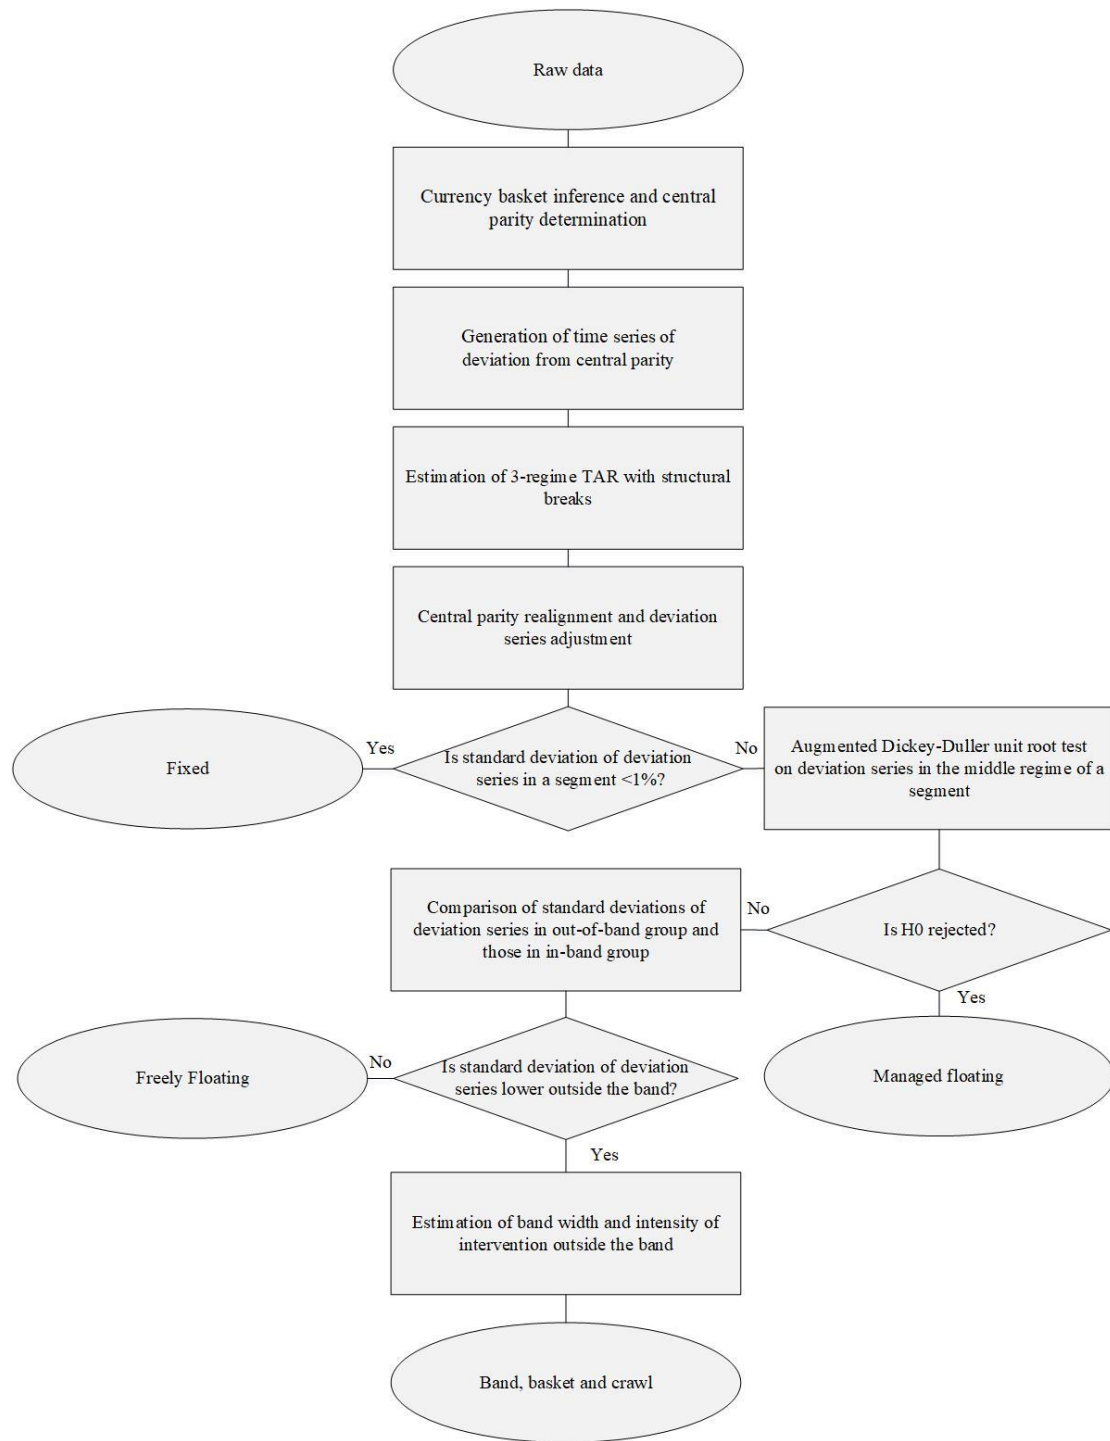 Raw data
Currency basket inference and central
parity determination
Generation of time series of
deviation from central parity
Estimation of 3-regime TAR with structural
breaks
Central parity realignment and deviation
series adjustment
Fixed
Yes
Is standard deviation of deviation
series in a segment <1%?
No
Augmented Dickey-Duller unit root test
on deviation series in the middle regime of a
segment
Comparison of standard deviations of
deviation series in out-of-band group and
those in in-band group
No
Is H0 rejected?
Yes
Freely Floating
No
Is standard deviation of deviation
series lower outside the band?
Managed floating
Yes
Estimation of band width and intensity of
intervention outside the band
Band, basket and crawl